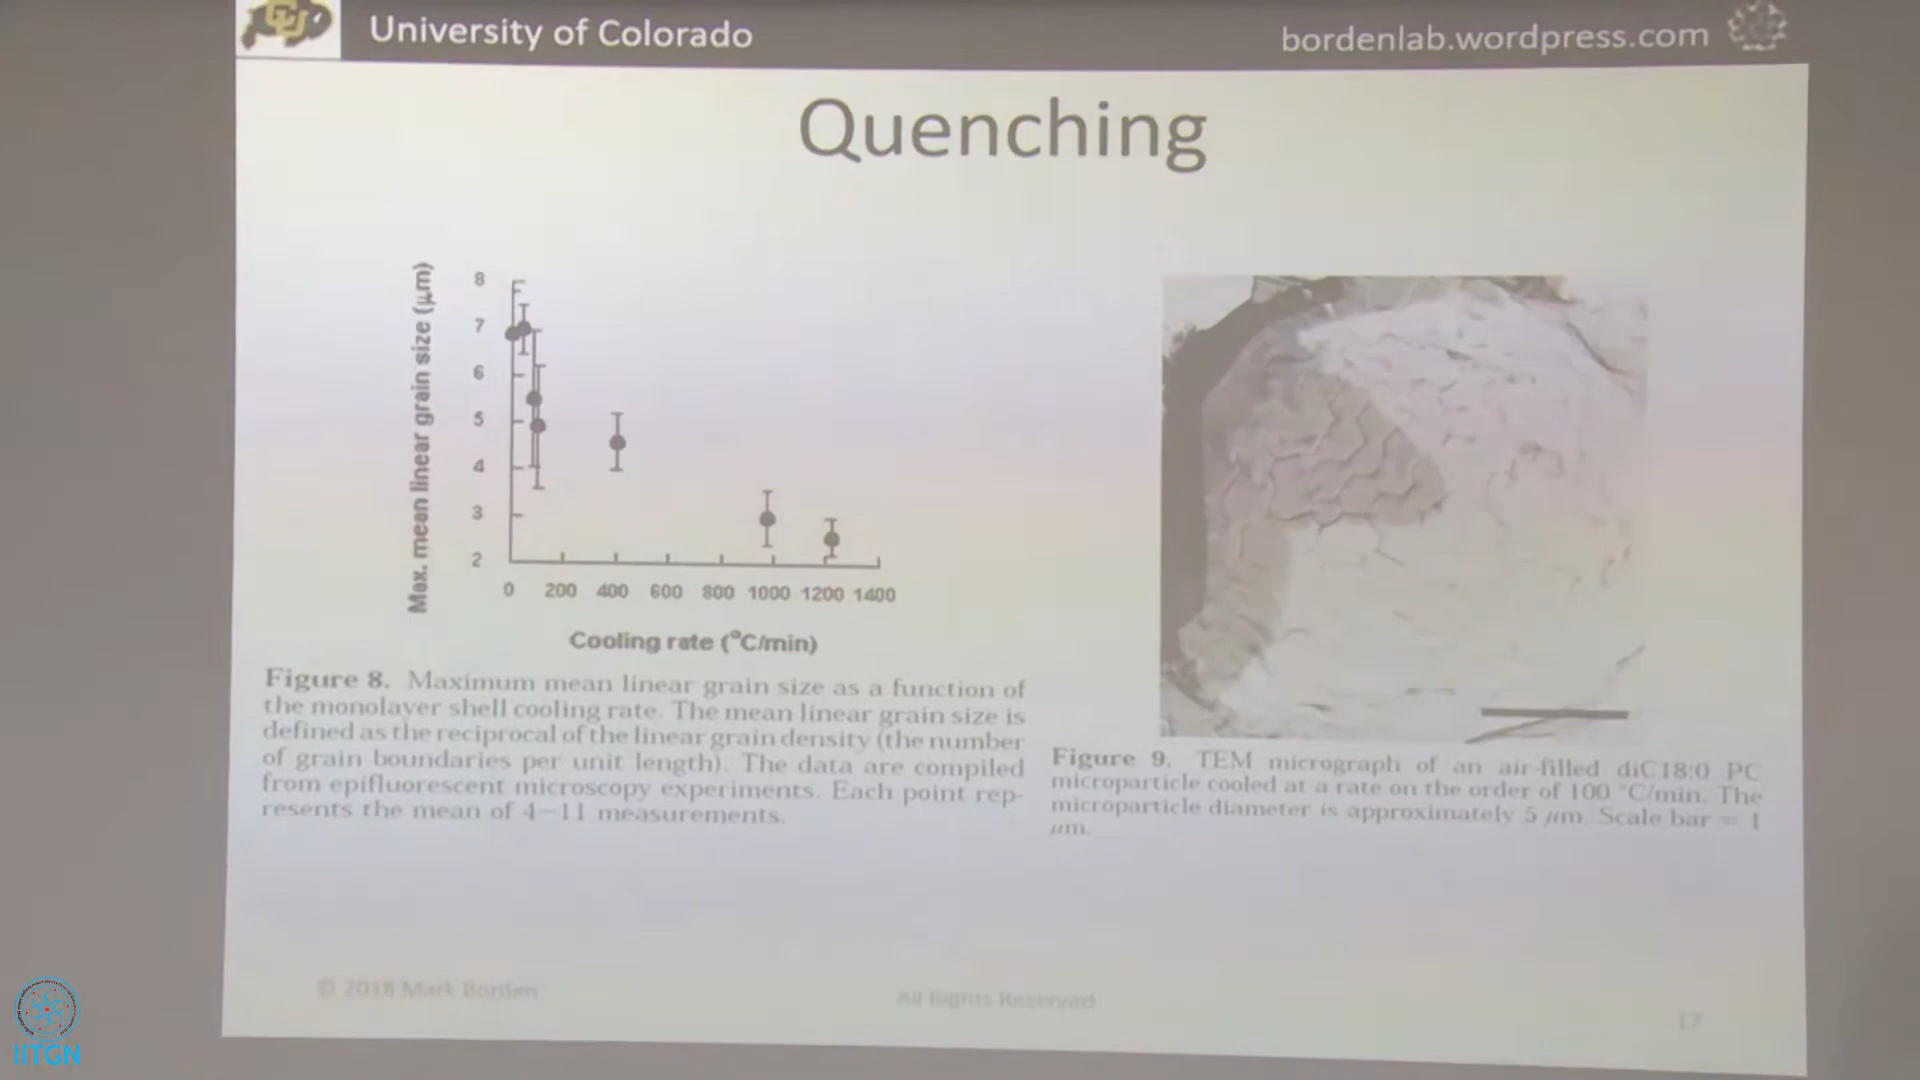 CU
University of Colorado
bordenlab.wordpress.com
Quenching
Max. mean linear grain size (μm)
8
7
6
5
4
3
2
0 200 400 600 800 1000 1200 1400
Cooling rate (°C/min)
Figure 8. Maximum mean linear grain size as a function of
the monolayer shell cooling rate. The mean linear grain size is
defined as the reciprocal of the linear grain density (the number
of grain boundaries per unit length). The data are compiled
from epifluorescent microscopy experiments. Each point rep-
resents the mean of 4–11 measurements.
Figure 9. TEM micrograph of an air-filled diC18:0 PC
microparticle cooled at a rate on the order of 100 °C/min. The
microparticle diameter is approximately 5 μm. Scale bar = 1
μm.
© 2018 Mark Borden
All Rights Reserved
17
IITGN